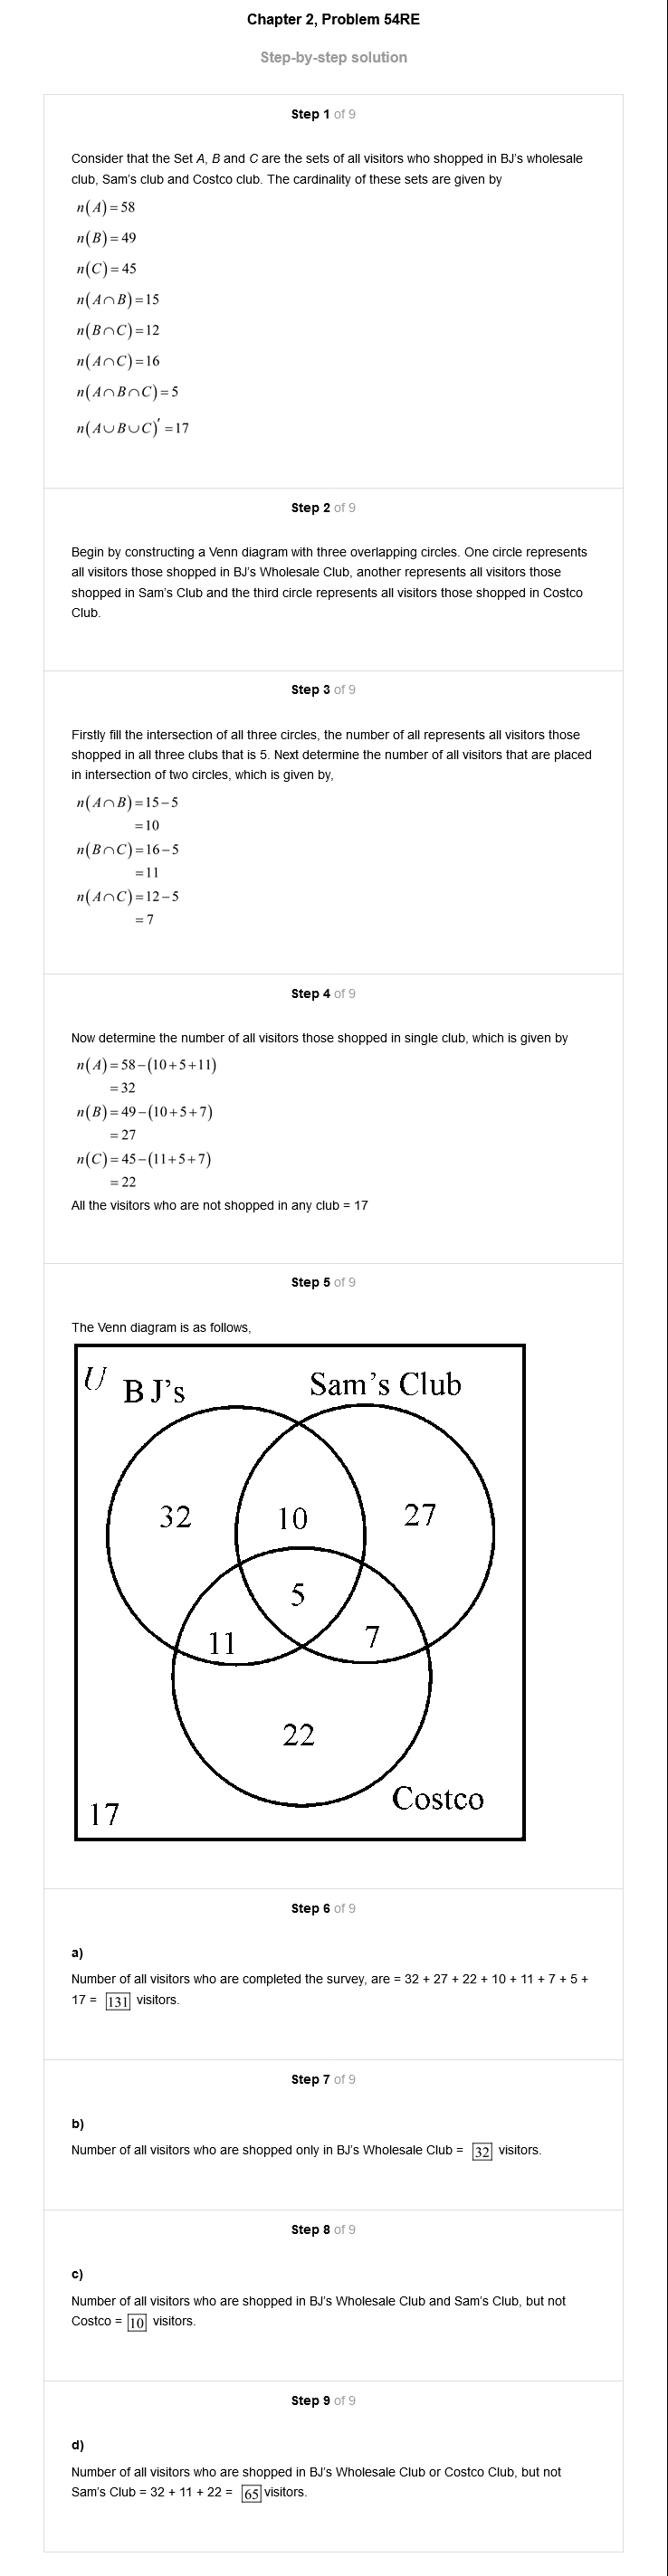 Chapter 2, Problem 54RE
Step-by-step solution
Step 1 of 9
Consider that the Set A, B and C are the sets of all visitors who shopped in BJ's wholesale
club, Sam's club and Costco club. The cardinality of these sets are given by
n(A)=58
n(B)=49
n(C)=45
n(A∩B)=15
n(B∩C)=12
n(A∩C)=16
n(A∩B∩C)=5
n(A∪B∪C)′=17
Step 2 of 9
Begin by constructing a Venn diagram with three overlapping circles. One circle represents
all visitors those shopped in BJ's Wholesale Club, another represents all visitors those
shopped in Sam's Club and the third circle represents all visitors those shopped in Costco
Club.
Step 3 of 9
Firstly fill the intersection of all three circles, the number of all represents all visitors those
shopped in all three clubs that is 5. Next determine the number of all visitors that are placed
in intersection of two circles, which is given by,
n(A∩B)=15−5
=10
n(B∩C)=16−5
=11
n(A∩C)=12−5
=7
Step 4 of 9
Now determine the number of all visitors those shopped in single club, which is given by
n(A)=58−(10+5+11)
=32
n(B)=49−(10+5+7)
=27
n(C)=45−(11+5+7)
=22
All the visitors who are not shopped in any club = 17
Step 5 of 9
The Venn diagram is as follows,
U BJ's Sam's Club
32 10 27
5
11 7
22
Costco
17
Step 6 of 9
a)
Number of all visitors who are completed the survey, are = 32 + 27 + 22 + 10 + 11 + 7 + 5 +
17 = 131 visitors.
Step 7 of 9
b)
Number of all visitors who are shopped only in BJ's Wholesale Club = 32 visitors.
Step 8 of 9
c)
Number of all visitors who are shopped in BJ's Wholesale Club and Sam's Club, but not
Costco = 10 visitors.
Step 9 of 9
d)
Number of all visitors who are shopped in BJ's Wholesale Club or Costco Club, but not
Sam's Club = 32 + 11 + 22 = 65 visitors.